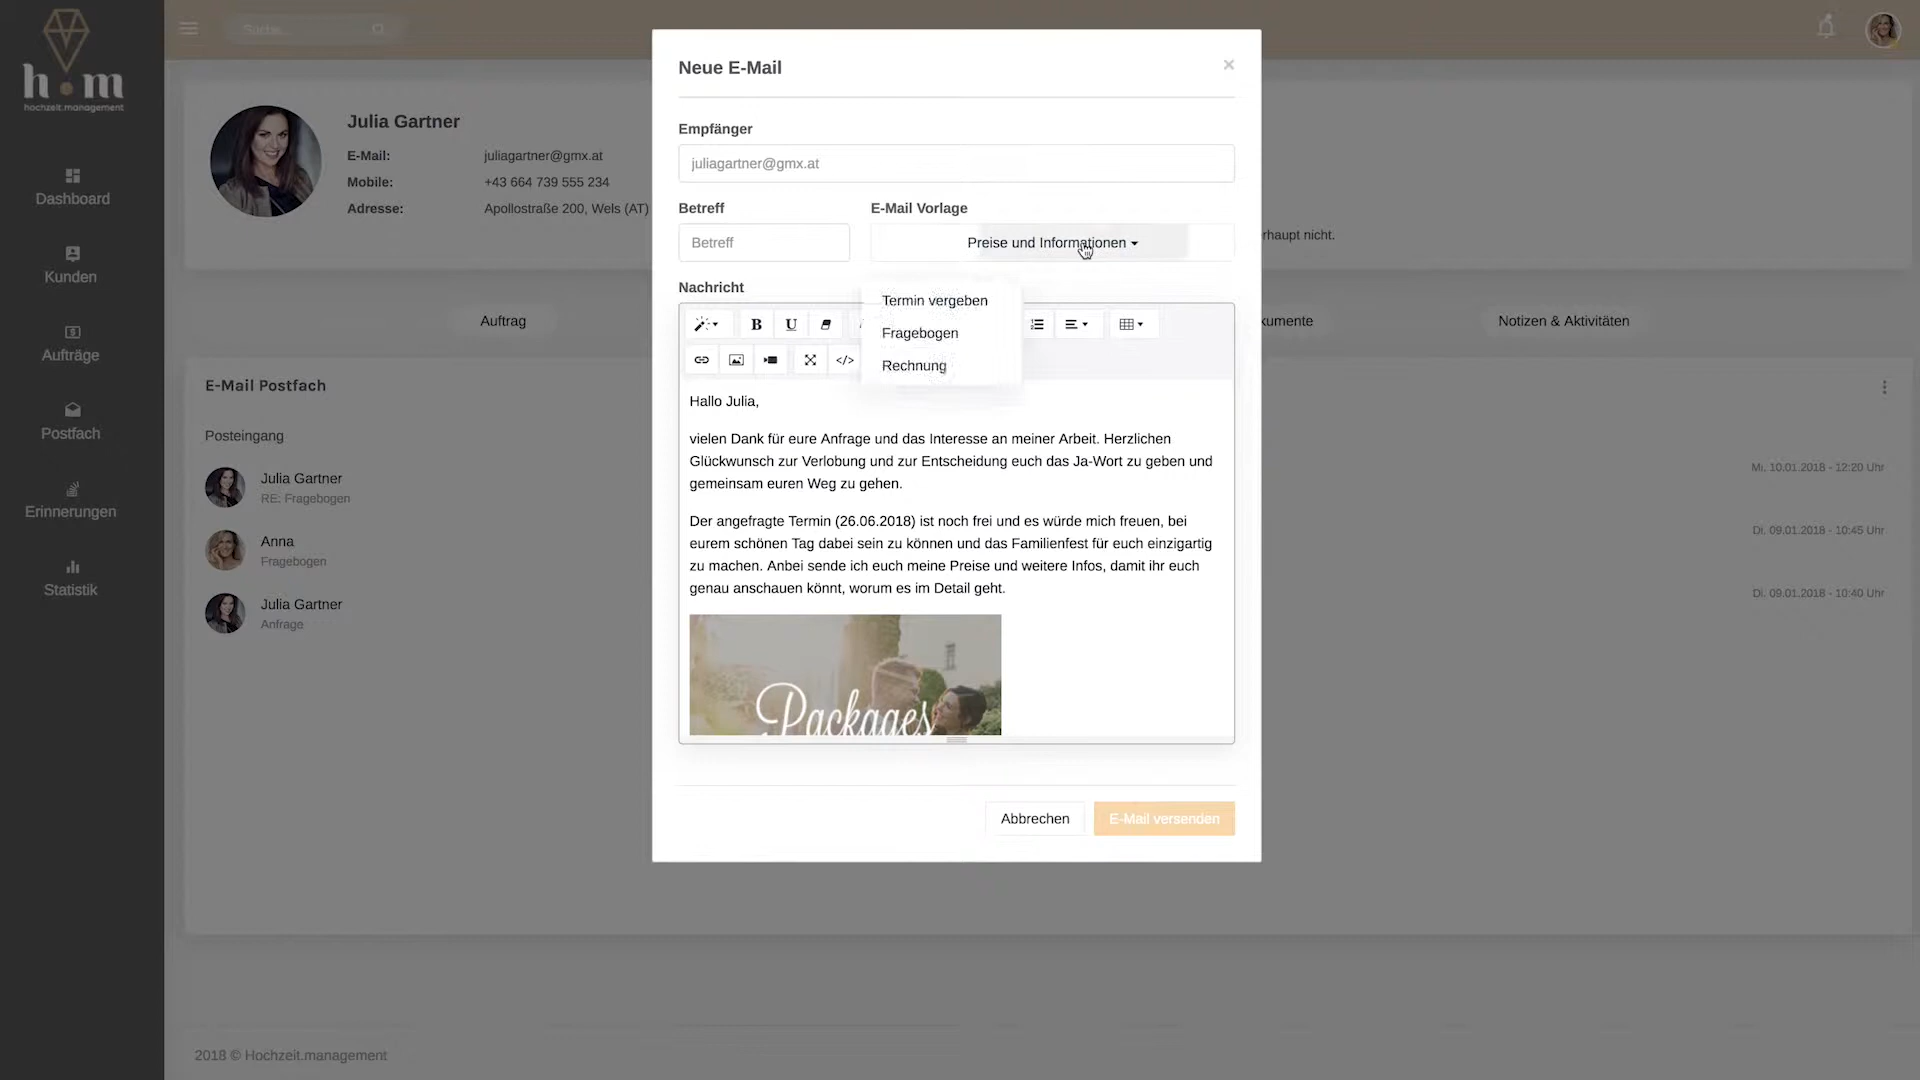 h.m
hochzeit.management
Suche...
Dashboard
Kunden
Aufträge
Postfach
Erinnerungen
Statistik
Julia Gartner
E-Mail: juliagartner@gmx.at
Mobile: +43 664 739 555 234
Adresse: Apollostraße 200, Wels (AT)
rhaupt nicht.
Auftrag
kumente
Notizen & Aktivitäten
E-Mail Postfach
Posteingang
Julia Gartner
RE: Fragebogen
Mi. 10.01.2018 - 12:20 Uhr
Anna
Fragebogen
Di. 09.01.2018 - 10:45 Uhr
Julia Gartner
Anfrage
Di. 09.01.2018 - 10:40 Uhr
Neue E-Mail
×
Empfänger
juliagartner@gmx.at
Betreff
E-Mail Vorlage
Betreff
Preise und Informationen
Termin vergeben
Fragebogen
Rechnung
Nachricht
B U
</>
Hallo Julia,
vielen Dank für eure Anfrage und das Interesse an meiner Arbeit. Herzlichen
Glückwunsch zur Verlobung und zur Entscheidung euch das Ja-Wort zu geben und
gemeinsam euren Weg zu gehen.
Der angefragte Termin (26.06.2018) ist noch frei und es würde mich freuen, bei
eurem schönen Tag dabei sein zu können und das Familienfest für euch einzigartig
zu machen. Anbei sende ich euch meine Preise und weitere Infos, damit ihr euch
genau anschauen könnt, worum es im Detail geht.
Packages
Abbrechen
E-Mail versenden
2018 © Hochzeit.management